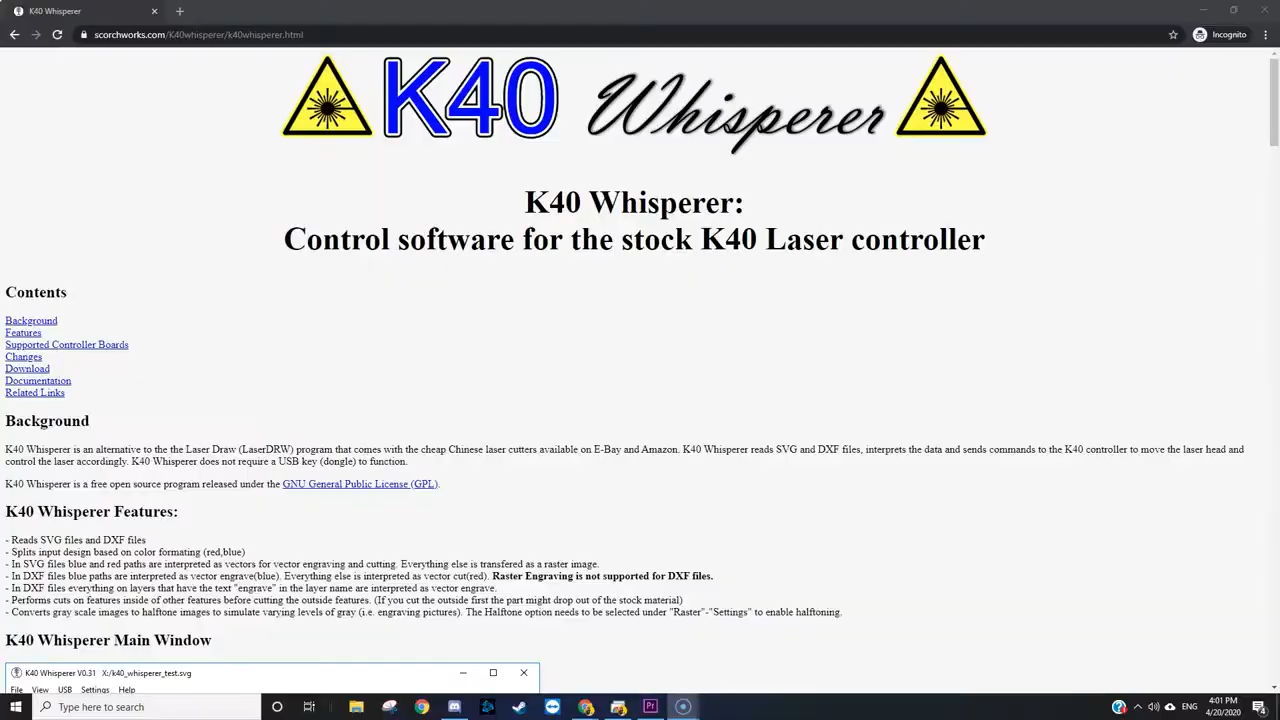 K40 Whisperer
scorchworks.com/K40whisperer/k40whisperer.html
Incognito
K40 Whisperer
K40 Whisperer:
Control software for the stock K40 Laser controller
Contents
Background
Features
Supported Controller Boards
Changes
Download
Documentation
Related Links
Background
K40 Whisperer is an alternative to the the Laser Draw (LaserDRW) program that comes with the cheap Chinese laser cutters available on E-Bay and Amazon. K40 Whisperer reads SVG and DXF files, interprets the data and sends commands to the K40 controller to move the laser head and
control the laser accordingly. K40 Whisperer does not require a USB key (dongle) to function.
K40 Whisperer is a free open source program released under the GNU General Public License (GPL).
K40 Whisperer Features:
- Reads SVG files and DXF files
- Splits input design based on color formating (red,blue)
- In SVG files blue and red paths are interpreted as vectors for vector engraving and cutting. Everything else is transfered as a raster image.
- In DXF files blue paths are interpreted as vector engrave(blue). Everything else is interpreted as vector cut(red). Raster Engraving is not supported for DXF files.
- In DXF files everything on layers that have the text "engrave" in the layer name are interpreted as vector engrave.
- Performs cuts on features inside of other features before cutting the outside features. (If you cut the outside first the part might drop out of the stock material)
- Converts gray scale images to halftone images to simulate varying levels of gray (i.e. engraving pictures). The Halftone option needs to be selected under "Raster"-"Settings" to enable halftoning.
K40 Whisperer Main Window
K40 Whisperer V0.31 X:/k40_whisperer_test.svg
File View USB Settings Help
Type here to search
ENG
4:01 PM
4/20/2020